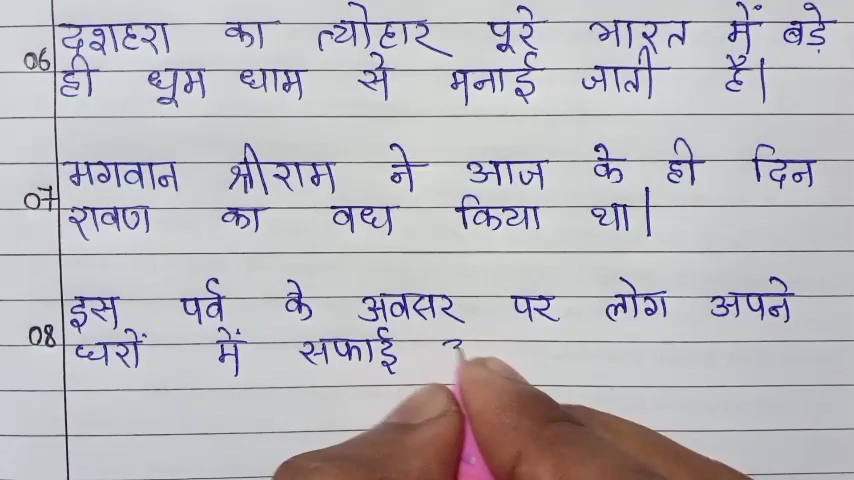 दशहरा का त्योहार पूरे भारत में बड़े
06 ही धूम धाम से मनाई जाती है।
भगवान श्रीराम ने आज के ही दिन
07 रावण का वध किया था।
इस पर्व के अवसर पर लोग अपने
08 घरों में सफाई